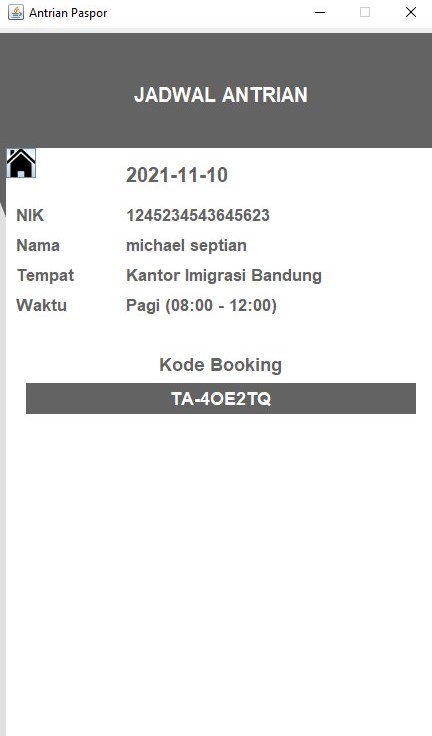 Antrian Paspor
JADWAL ANTRIAN
2021-11-10
NIK 1245234543645623
Nama michael septian
Tempat Kantor Imigrasi Bandung
Waktu Pagi (08:00 - 12:00)
Kode Booking
TA-4OE2TQ